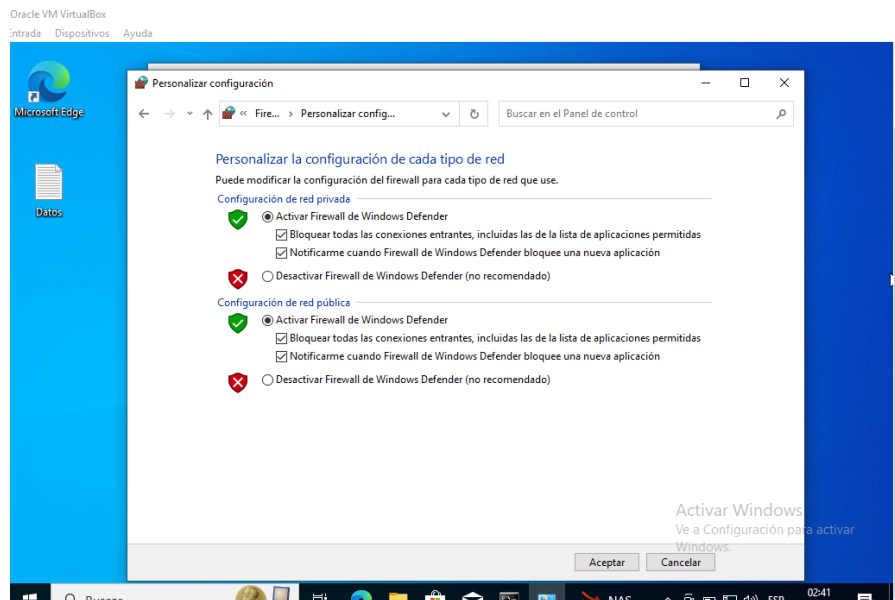 Oracle VM VirtualBox
Entrada Dispositivos Ayuda
Microsoft Edge
Datos
Personalizar configuración
« Fire... › Personalizar config...
Buscar en el Panel de control
Personalizar la configuración de cada tipo de red
Puede modificar la configuración del firewall para cada tipo de red que use.
Configuración de red privada
Activar Firewall de Windows Defender
Bloquear todas las conexiones entrantes, incluidas las de la lista de aplicaciones permitidas
Notificarme cuando Firewall de Windows Defender bloquee una nueva aplicación
Desactivar Firewall de Windows Defender (no recomendado)
Configuración de red pública
Activar Firewall de Windows Defender
Bloquear todas las conexiones entrantes, incluidas las de la lista de aplicaciones permitidas
Notificarme cuando Firewall de Windows Defender bloquee una nueva aplicación
Desactivar Firewall de Windows Defender (no recomendado)
Activar Windows
Ve a Configuración para activar
Windows.
Aceptar Cancelar
Buscar
NAS
ESP
02:41